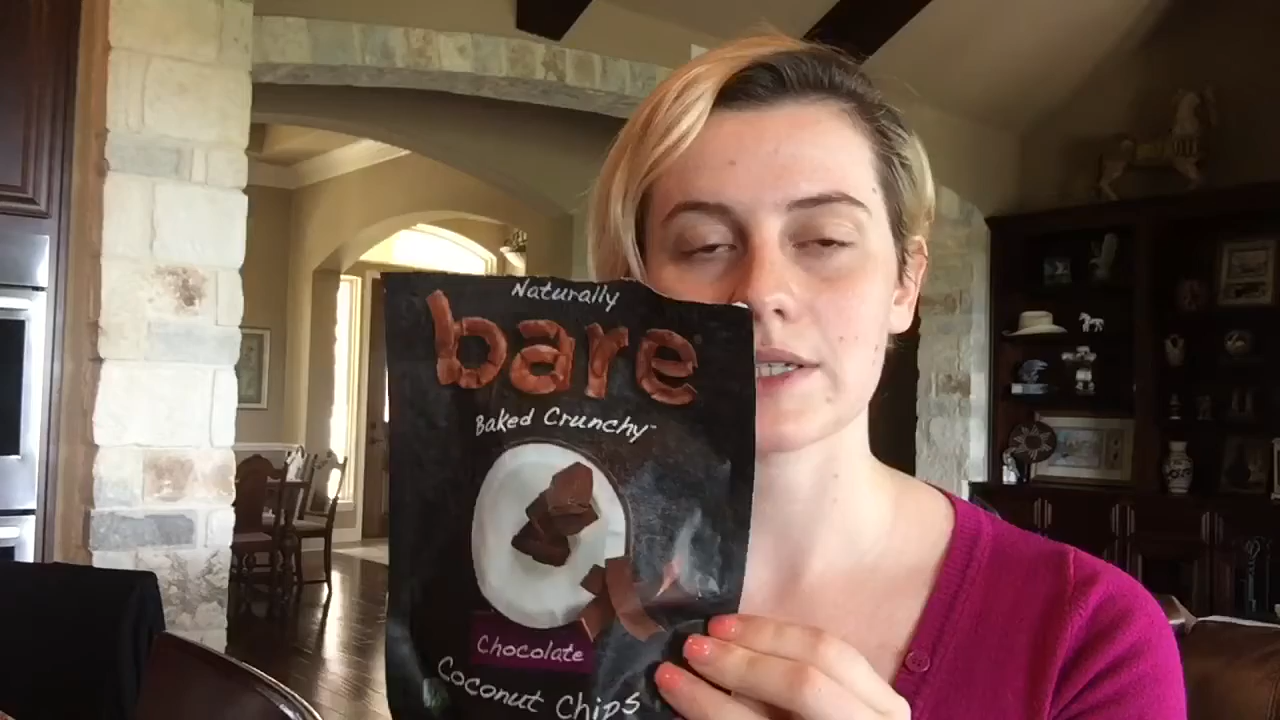 Naturally
bare
Baked Crunchy™
Chocolate
Coconut Chips